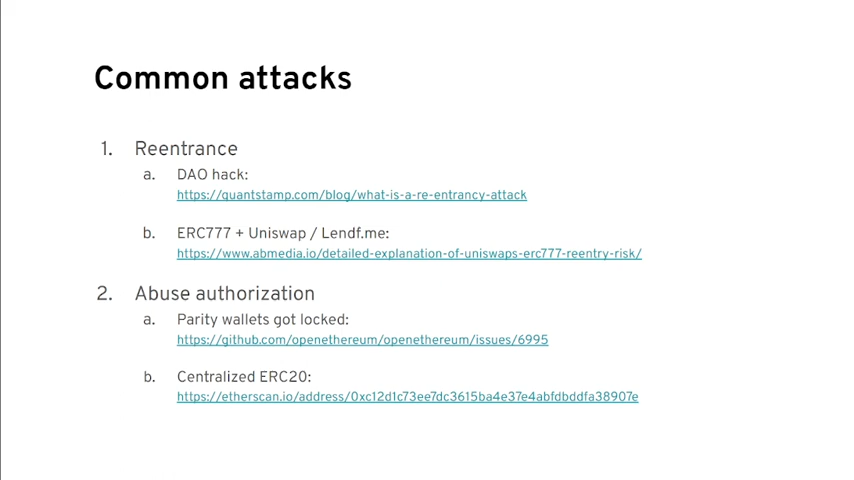 Common attacks
1. Reentrance
a. DAO hack:
https://quantstamp.com/blog/what-is-a-re-entrancy-attack
b. ERC777 + Uniswap / Lendf.me:
https://www.abmedia.io/detailed-explanation-of-uniswaps-erc777-reentry-risk/
2. Abuse authorization
a. Parity wallets got locked:
https://github.com/openethereum/openethereum/issues/6995
b. Centralized ERC20:
https://etherscan.io/address/0xc12d1c73ee7dc3615ba4e37e4abfdbddfa38907e